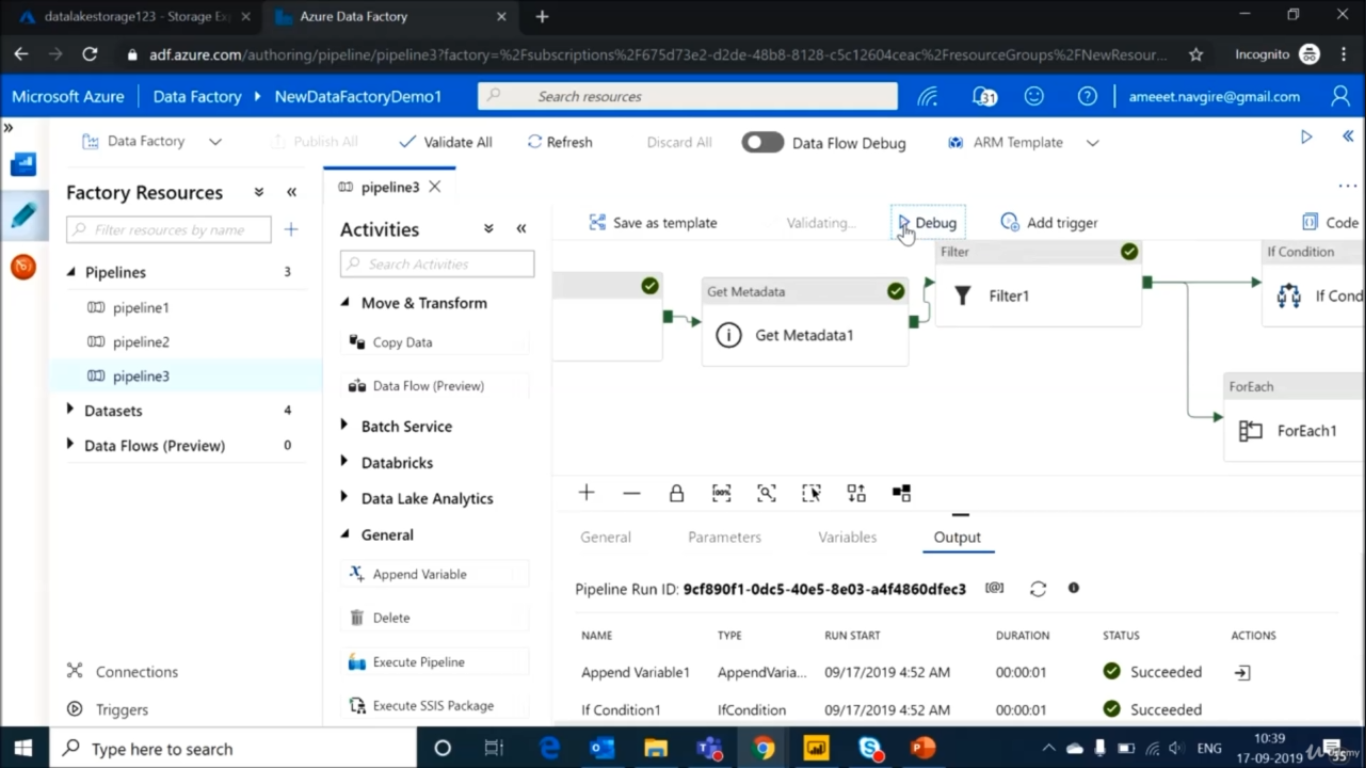 datalakestorage123 - Storage Ex
Azure Data Factory
adf.azure.com/authoring/pipeline/pipeline3?factory=%2Fsubscriptions%2F675d73e2-d2de-48b8-8128-c5c12604ceac%2FresourceGroups%2FNewResour...
Incognito
Microsoft Azure
Data Factory
NewDataFactoryDemo1
Search resources
31
ameeet.navgire@gmail.com
Data Factory
Publish All
Validate All
Refresh
Discard All
Data Flow Debug
ARM Template
Factory Resources
Filter resources by name
Pipelines 3
pipeline1
pipeline2
pipeline3
Datasets 4
Data Flows (Preview) 0
Connections
Triggers
pipeline3
Activities
Search Activities
Move & Transform
Copy Data
Data Flow (Preview)
Batch Service
Databricks
Data Lake Analytics
General
Append Variable
Delete
Execute Pipeline
Execute SSIS Package
Save as template
Validating...
Debug
Add trigger
Code
Get Metadata
Get Metadata1
Filter
Filter1
If Condition
If Cond
ForEach
ForEach1
100%
General
Parameters
Variables
Output
Pipeline Run ID: 9cf890f1-0dc5-40e5-8e03-a4f4860dfec3
[@]
NAME TYPE RUN START DURATION STATUS ACTIONS
Append Variable1 AppendVaria... 09/17/2019 4:52 AM 00:00:01 Succeeded
If Condition1 IfCondition 09/17/2019 4:52 AM 00:00:01 Succeeded
Type here to search
ENG
10:39
17-09-2019
35